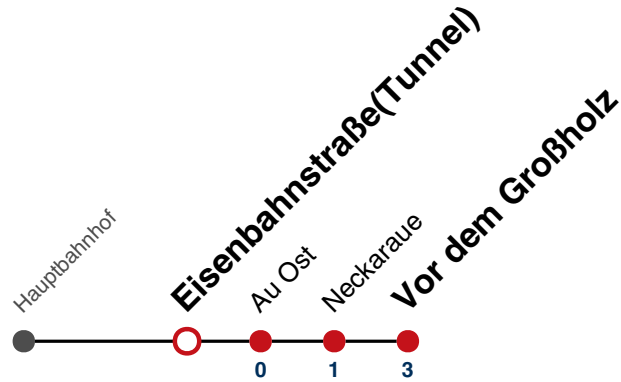 Hauptbahnhof
Eisenbahnstraße(Tunnel)
Au Ost
Neckaraue
Vor dem Großholz
0 1 3